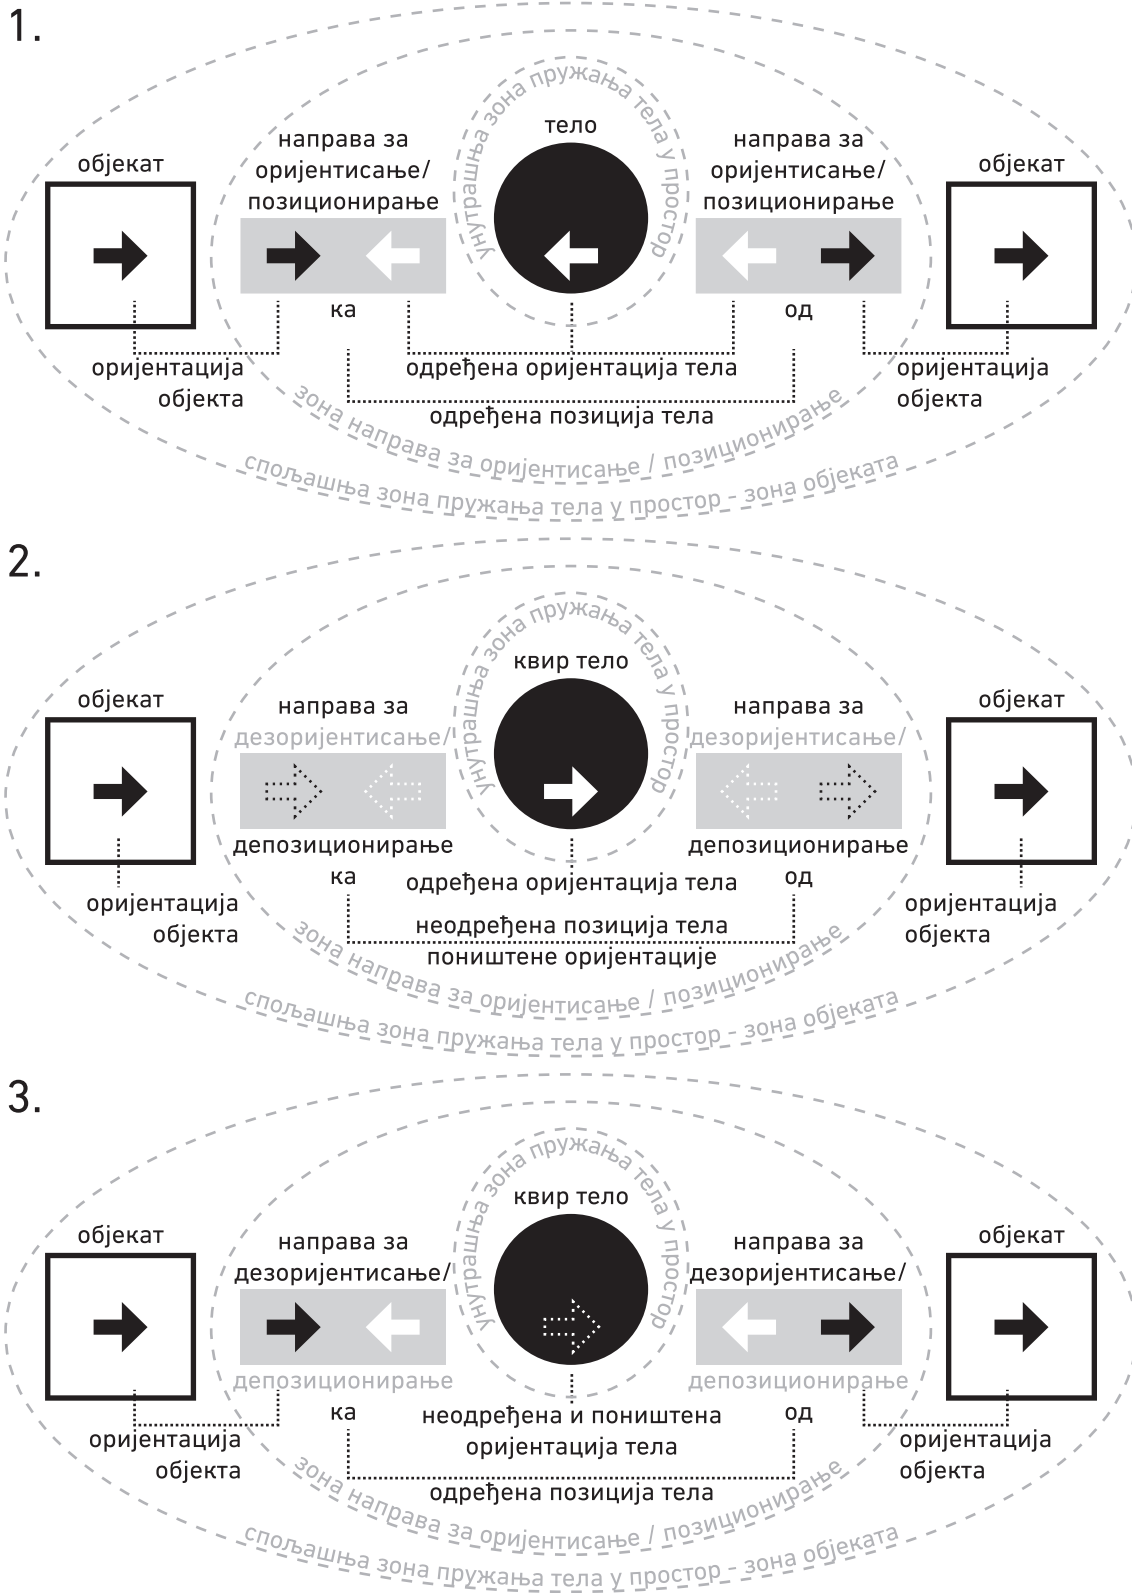 1.
унутрашња зона пружања тела у простор
тело
објекат
направа за
оријентисање/
позиционирање
направа за
оријентисање/
позиционирање
објекат
ка
од
оријентација
објекта
одређена оријентација тела
оријентација
објекта
одређена позиција тела
зона направа за оријентисање / позиционирање
спољашња зона пружања тела у простор - зона објеката
2.
унутрашња зона пружања тела у простор
квир тело
објекат
направа за
дезоријентисање/
депозиционирање
направа за
дезоријентисање/
депозиционирање
објекат
ка
одређена оријентација тела
од
оријентација
објекта
неодређена позиција тела
поништене оријентације
оријентација
објекта
зона направа за оријентисање / позиционирање
спољашња зона пружања тела у простор - зона објеката
3.
унутрашња зона пружања тела у простор
квир тело
објекат
направа за
дезоријентисање/
депозиционирање
направа за
дезоријентисање/
депозиционирање
објекат
ка
неодређена и поништена
оријентација тела
од
оријентација
објекта
одређена позиција тела
оријентација
објекта
зона направа за оријентисање / позиционирање
спољашња зона пружања тела у простор - зона објеката